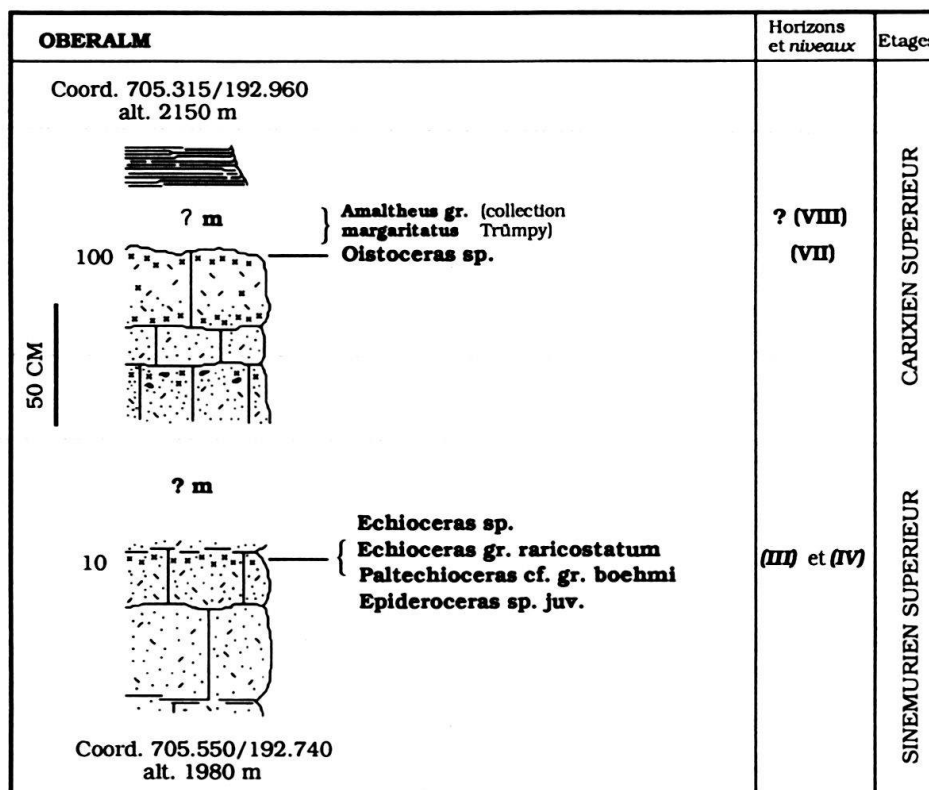 OBERALM
Horizons
et niveaux
Etages
Coord. 705.315/192.960
alt. 2150 m
? m
Amaltheus gr. (collection
margaritatus Trümpy)
? (VIII)
100
Oistoceras sp.
(VII)
CARIXIEN SUPERIEUR
50 CM
? m
Echioceras sp.
10
Echioceras gr. raricostatum
(III) et (IV)
Paltechioceras cf. gr. boehmi
Epideroceras sp. juv.
SINEMURIEN SUPERIEUR
Coord. 705.550/192.740
alt. 1980 m